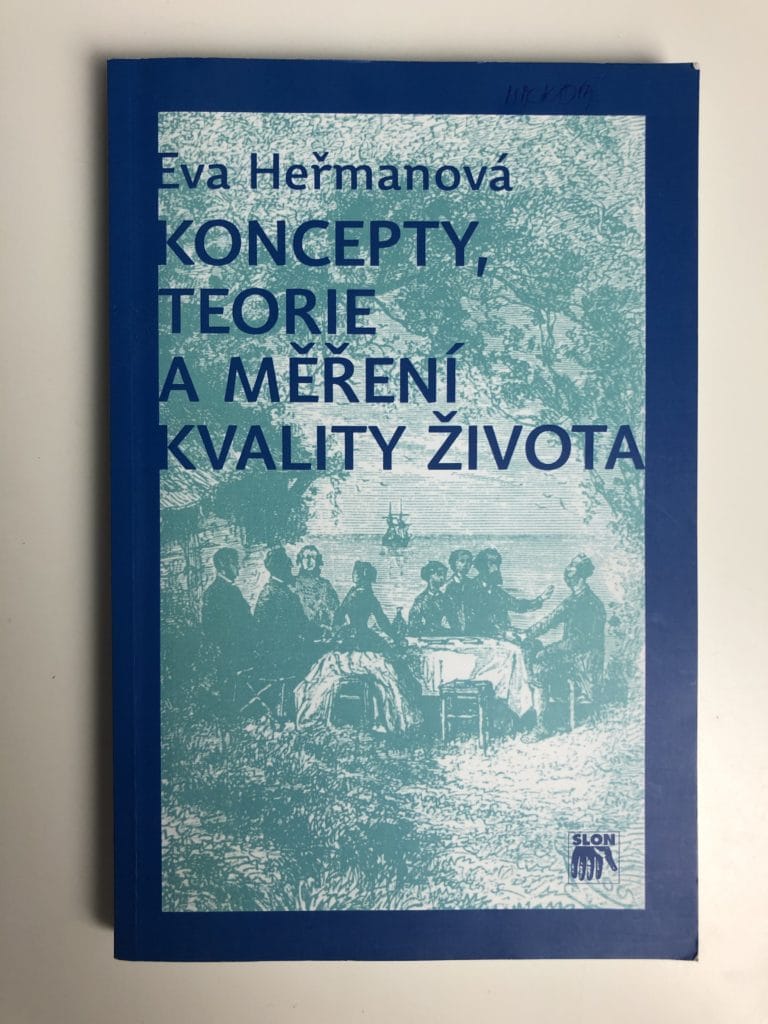 Eva Heřmanová
KONCEPTY,
TEORIE
A MĚŘENÍ
KVALITY ŽIVOTA
SLON